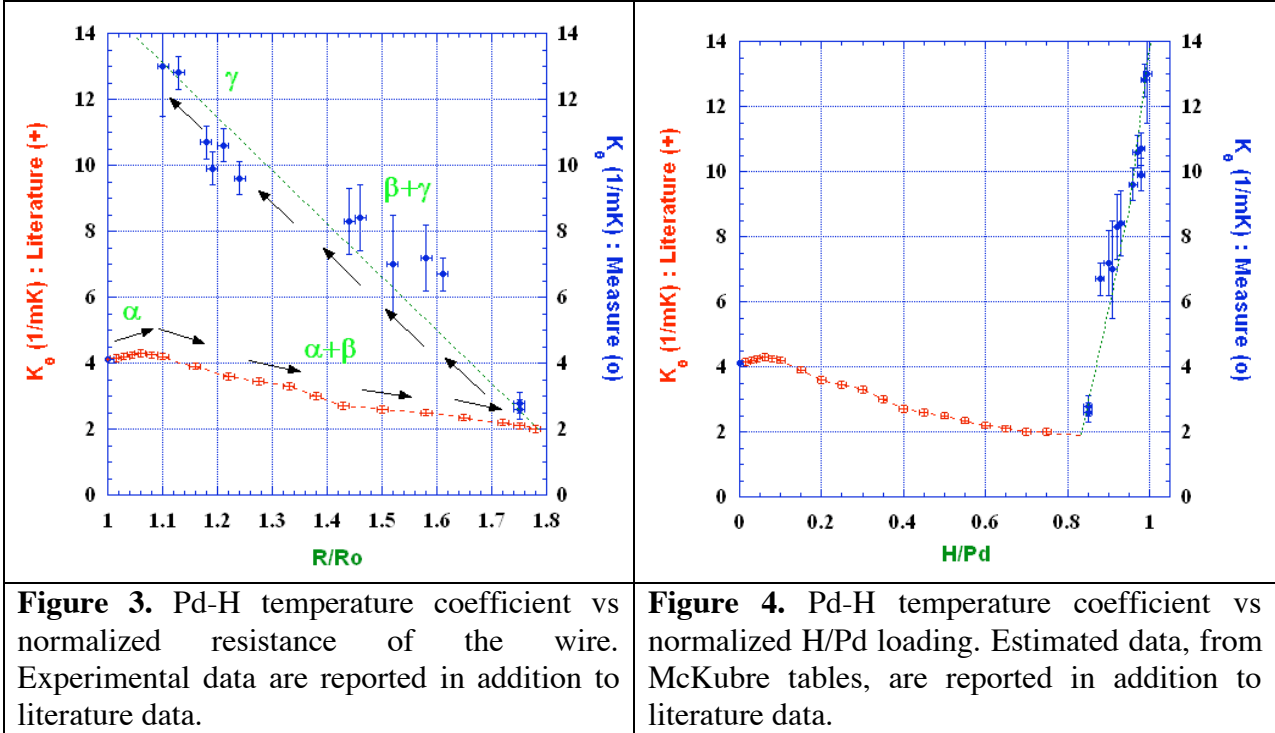 14
12
10
8
6
4
2
0
K_θ (1/mK) : Literature (+)
γ
β+γ
α
α+β
14
12
10
8
6
4
2
0
K_θ (1/mK) : Measure (o)
1 1.1 1.2 1.3 1.4 1.5 1.6 1.7 1.8
R/Ro
14
12
10
8
6
4
2
0
K_θ (1/mK) : Literature (+)
14
12
10
8
6
4
2
0
K_θ (1/mK) : Measure (o)
0 0.2 0.4 0.6 0.8 1
H/Pd
Figure 3. Pd-H temperature coefficient vs
normalized resistance of the wire.
Experimental data are reported in addition to
literature data.
Figure 4. Pd-H temperature coefficient vs
normalized H/Pd loading. Estimated data, from
McKubre tables, are reported in addition to
literature data.